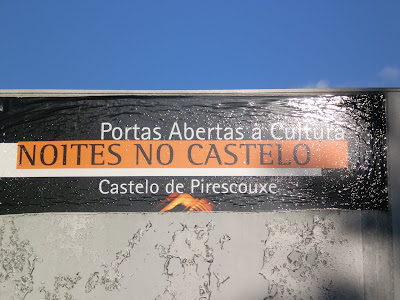 Portas Abertas à Cultura
NOITES NO CASTELO
Castelo de Pirescouxe